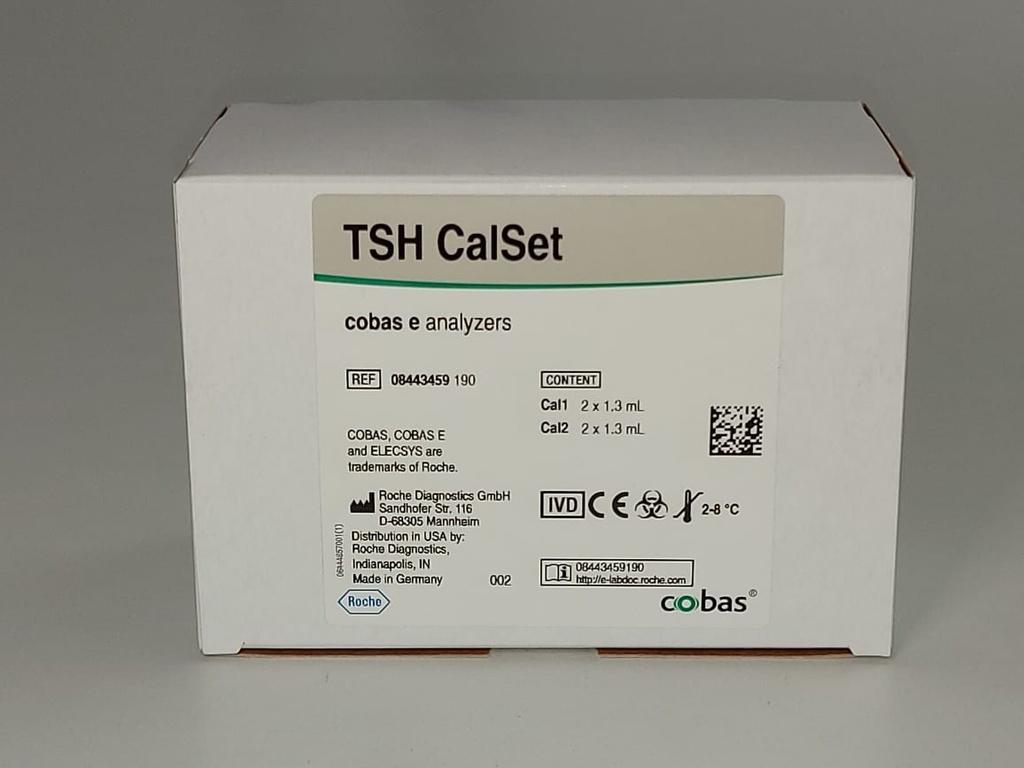 TSH CalSet
cobas e analyzers
REF 08443459 190
COBAS, COBAS E
and ELECSYS are
trademarks of Roche.
Roche Diagnostics GmbH
Sandhofer Str. 116
D-68305 Mannheim
Distribution in USA by:
Roche Diagnostics,
Indianapolis, IN
Made in Germany 002
Roche
CONTENT
Cal1 2 x 1.3 mL
Cal2 2 x 1.3 mL
IVD CE 2-8 °C
08443459190
http://e-labdoc.roche.com
cobas®